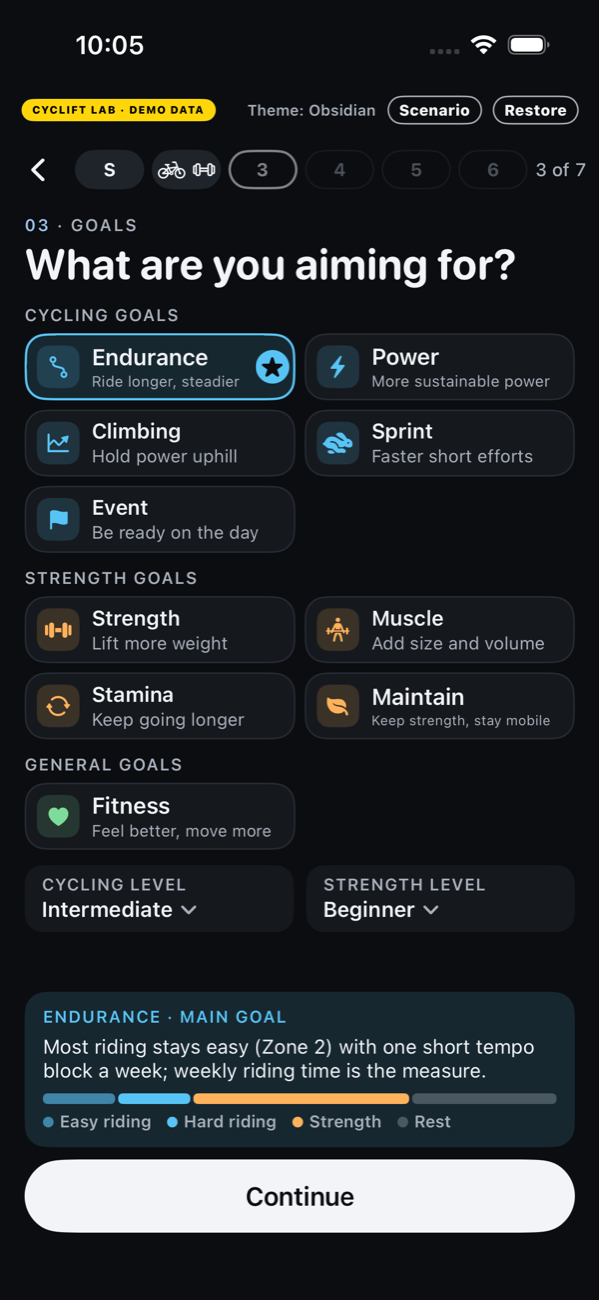 10:05
CYCLIFT LAB · DEMO DATA
Theme: Obsidian
Scenario
Restore
S
3
4
5
6
3 of 7
03 · GOALS
What are you aiming for?
CYCLING GOALS
Endurance
Ride longer, steadier
Power
More sustainable power
Climbing
Hold power uphill
Sprint
Faster short efforts
Event
Be ready on the day
STRENGTH GOALS
Strength
Lift more weight
Muscle
Add size and volume
Stamina
Keep going longer
Maintain
Keep strength, stay mobile
GENERAL GOALS
Fitness
Feel better, move more
CYCLING LEVEL
Intermediate
STRENGTH LEVEL
Beginner
ENDURANCE · MAIN GOAL
Most riding stays easy (Zone 2) with one short tempo
block a week; weekly riding time is the measure.
Easy riding
Hard riding
Strength
Rest
Continue